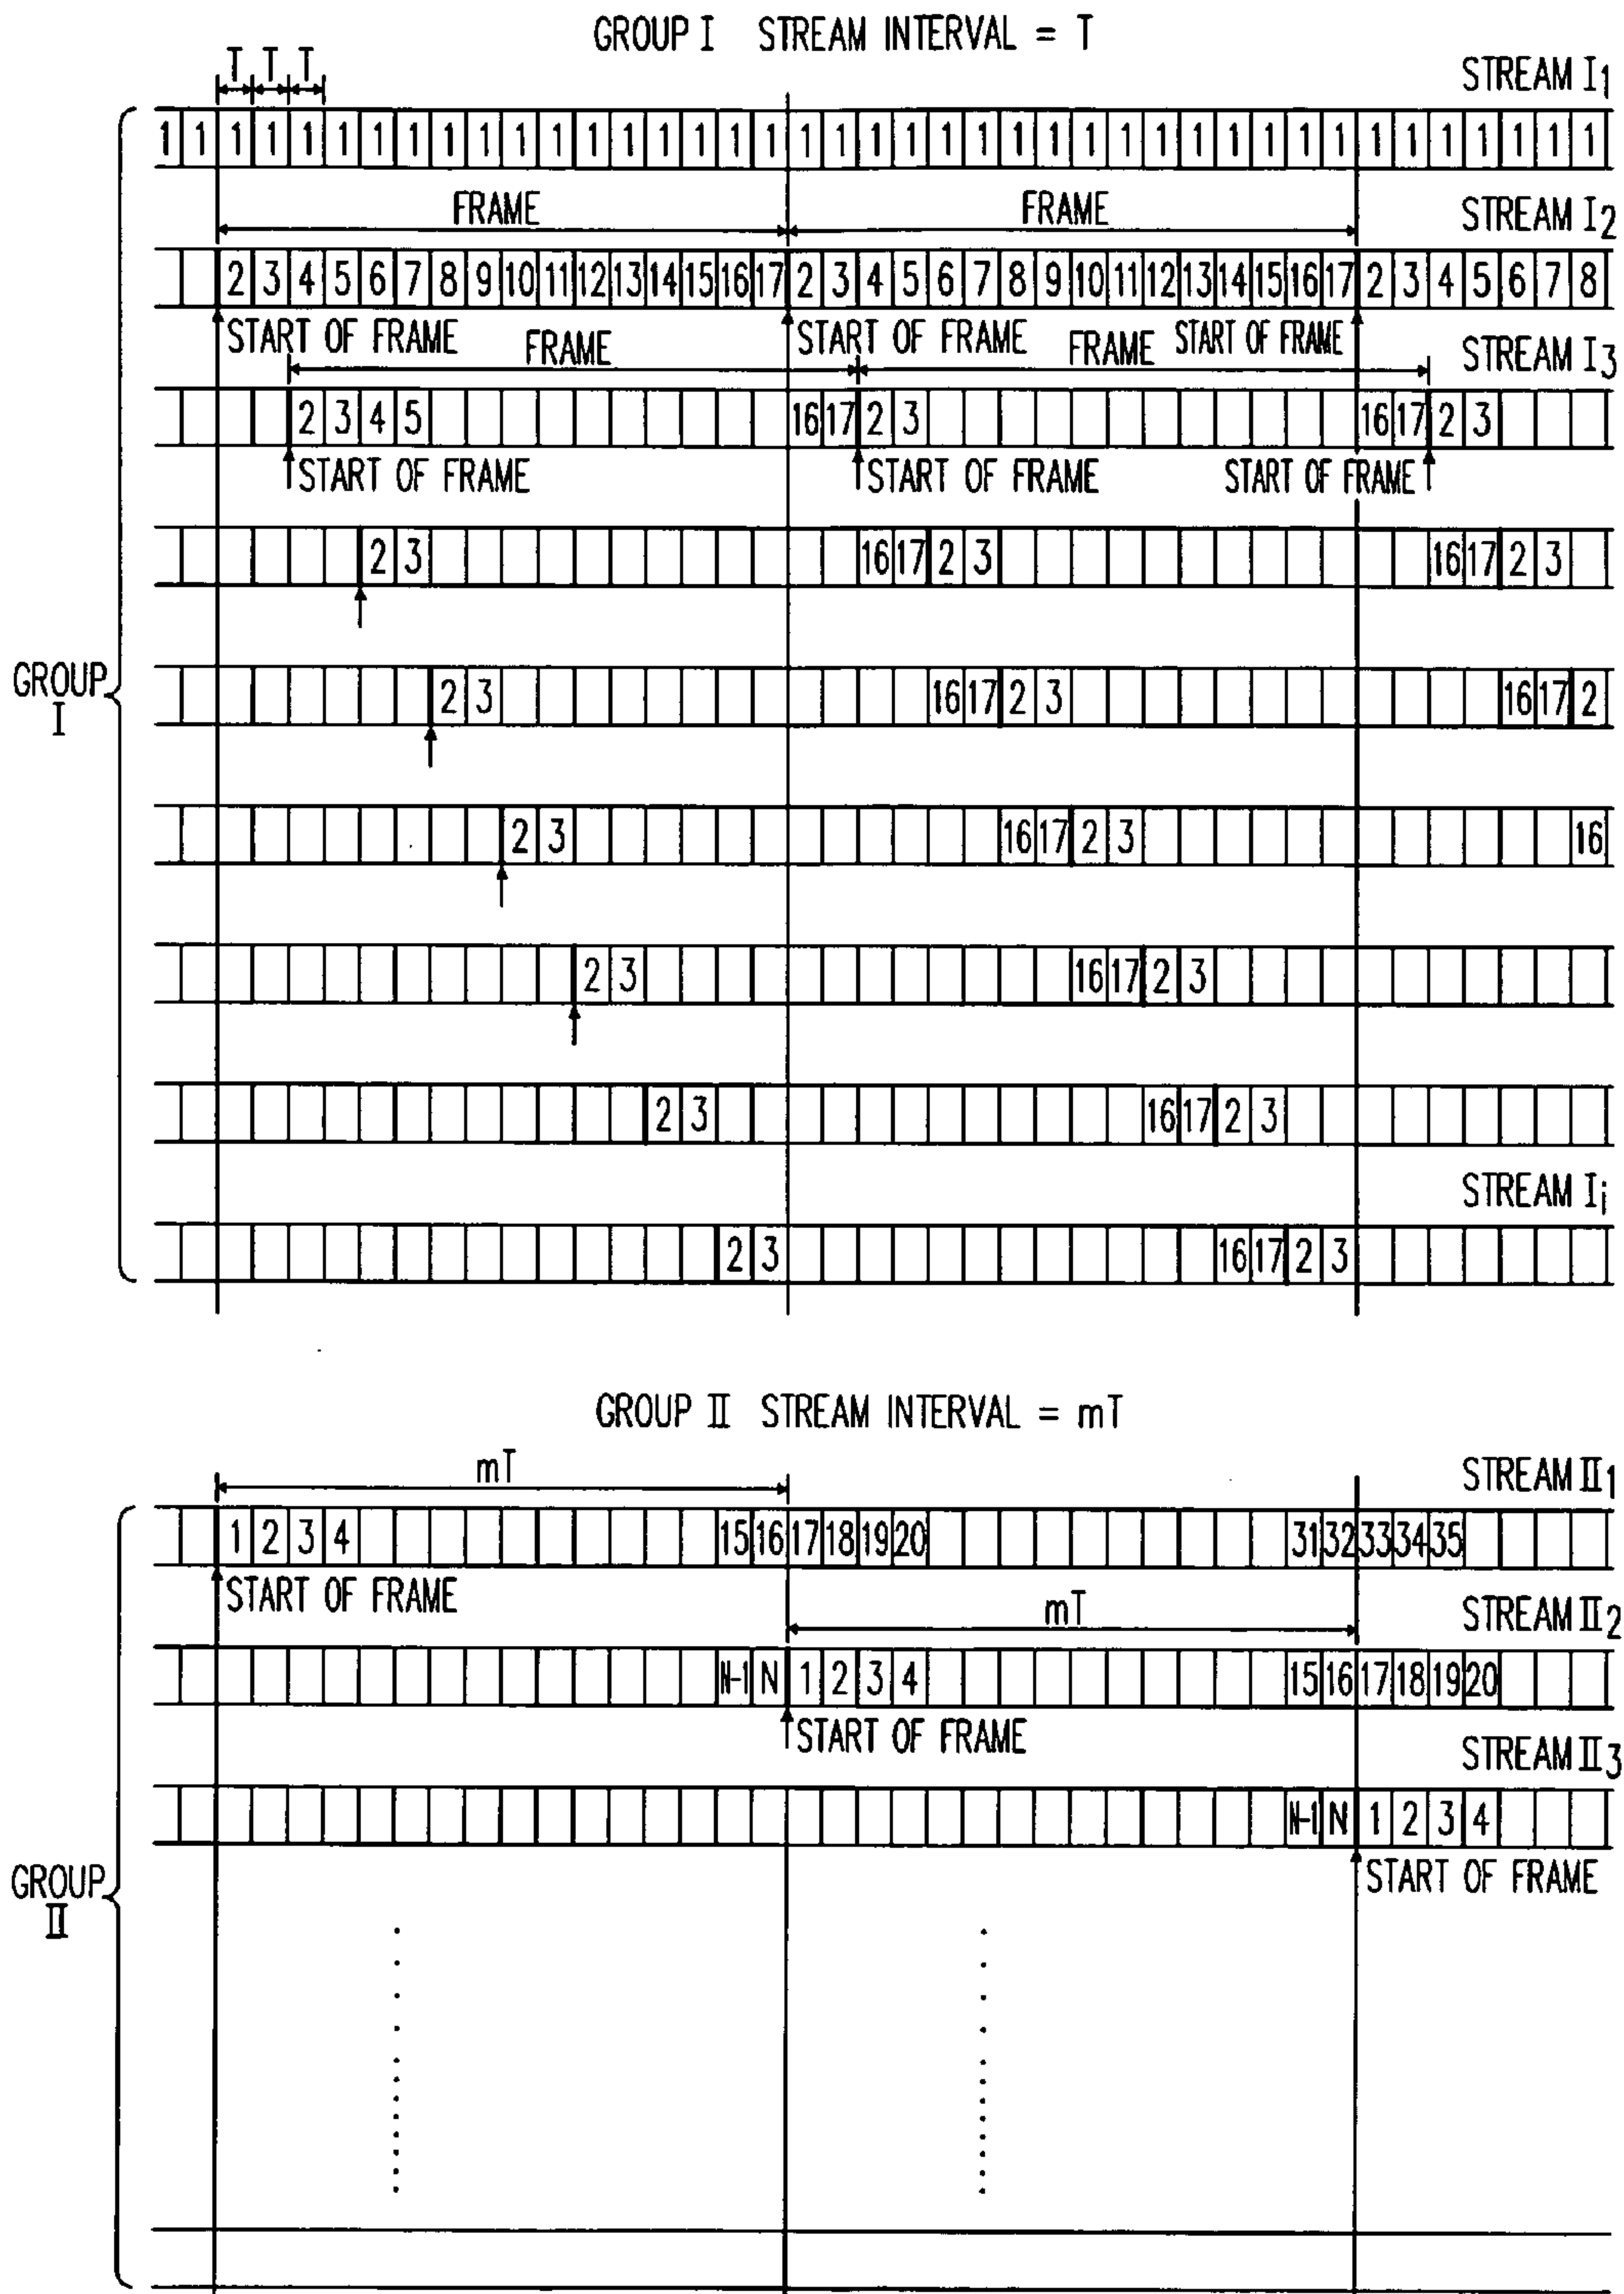 GROUP I STREAM INTERVAL = T
T T T
STREAM I1
1 1 1 1 1 1 1 1 1 1 1 1 1 1 1 1 1 1 1 1 1 1 1 1 1 1 1 1 1 1 1 1 1 1 1 1 1 1 1 1 1
FRAME FRAME
STREAM I2
2 3 4 5 6 7 8 9 10 11 12 13 14 15 16 17 2 3 4 5 6 7 8 9 10 11 12 13 14 15 16 17 2 3 4 5 6 7 8
START OF FRAME START OF FRAME START OF FRAME
FRAME FRAME
STREAM I3
2 3 4 5 16 17 2 3 16 17 2 3
START OF FRAME START OF FRAME START OF FRAME
2 3 16 17 2 3 16 17 2 3
GROUP
I
2 3 16 17 2 3 16 17 2
2 3 16 17 2 3 16
2 3 16 17 2 3
2 3 16 17 2 3
STREAM Ii
2 3 16 17 2 3
GROUP II STREAM INTERVAL = mT
mT
STREAM II1
1 2 3 4 15 16 17 18 19 20 31 32 33 34 35
START OF FRAME
mT
STREAM II2
N-1 N 1 2 3 4 15 16 17 18 19 20
START OF FRAME
STREAM II3
N-1 N 1 2 3 4
START OF FRAME
GROUP
II